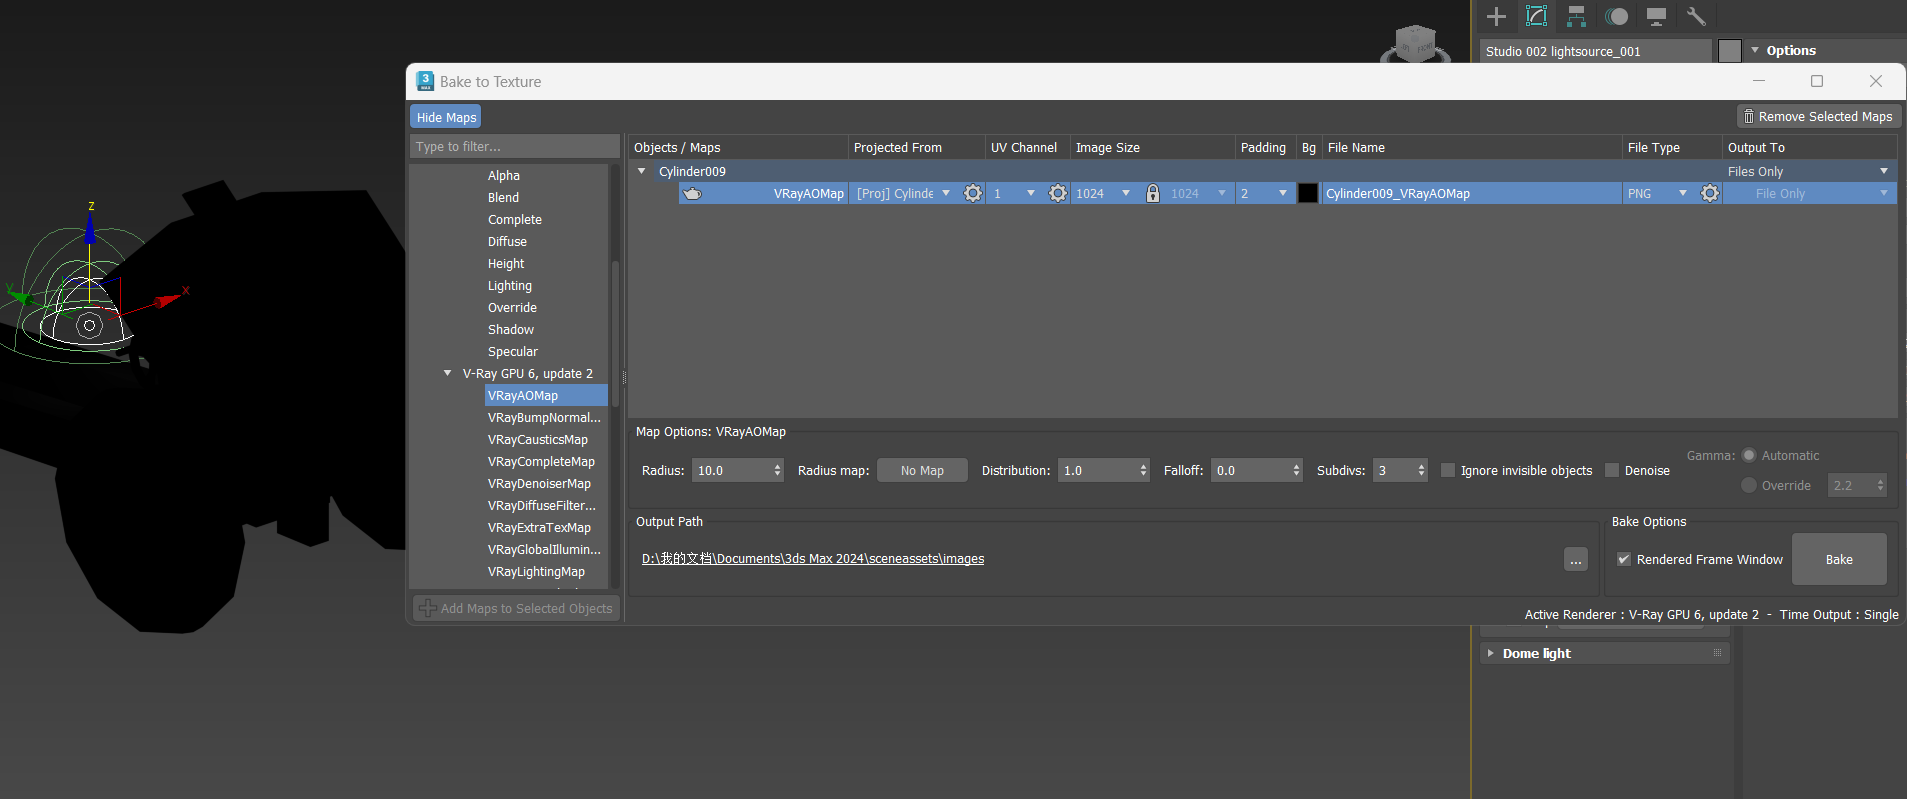 Studio 002 lightsource_001
Options
Bake to Texture
Hide Maps
Remove Selected Maps
Type to filter...
Objects / Maps Projected From UV Channel Image Size Padding Bg File Name File Type Output To
Alpha
Blend
Complete
Diffuse
Height
Lighting
Override
Shadow
Specular
V-Ray GPU 6, update 2
VRayAOMap
VRayBumpNormal...
VRayCausticsMap
VRayCompleteMap
VRayDenoiserMap
VRayDiffuseFilter...
VRayExtraTexMap
VRayGlobalIllumin...
VRayLightingMap
Add Maps to Selected Objects
Cylinder009 Files Only
VRayAOMap [Proj] Cylinde 1 1024 1024 2 Cylinder009_VRayAOMap PNG File Only
Map Options: VRayAOMap
Radius: 10.0 Radius map: No Map Distribution: 1.0 Falloff: 0.0 Subdivs: 3 Ignore invisible objects Denoise
Gamma: Automatic
Override 2.2
Output Path
D:\我的文档\Documents\3ds Max 2024\sceneassets\images
...
Bake Options
Rendered Frame Window
Bake
Active Renderer : V-Ray GPU 6, update 2 - Time Output : Single
Dome light
Z
X
Y
3
MAX